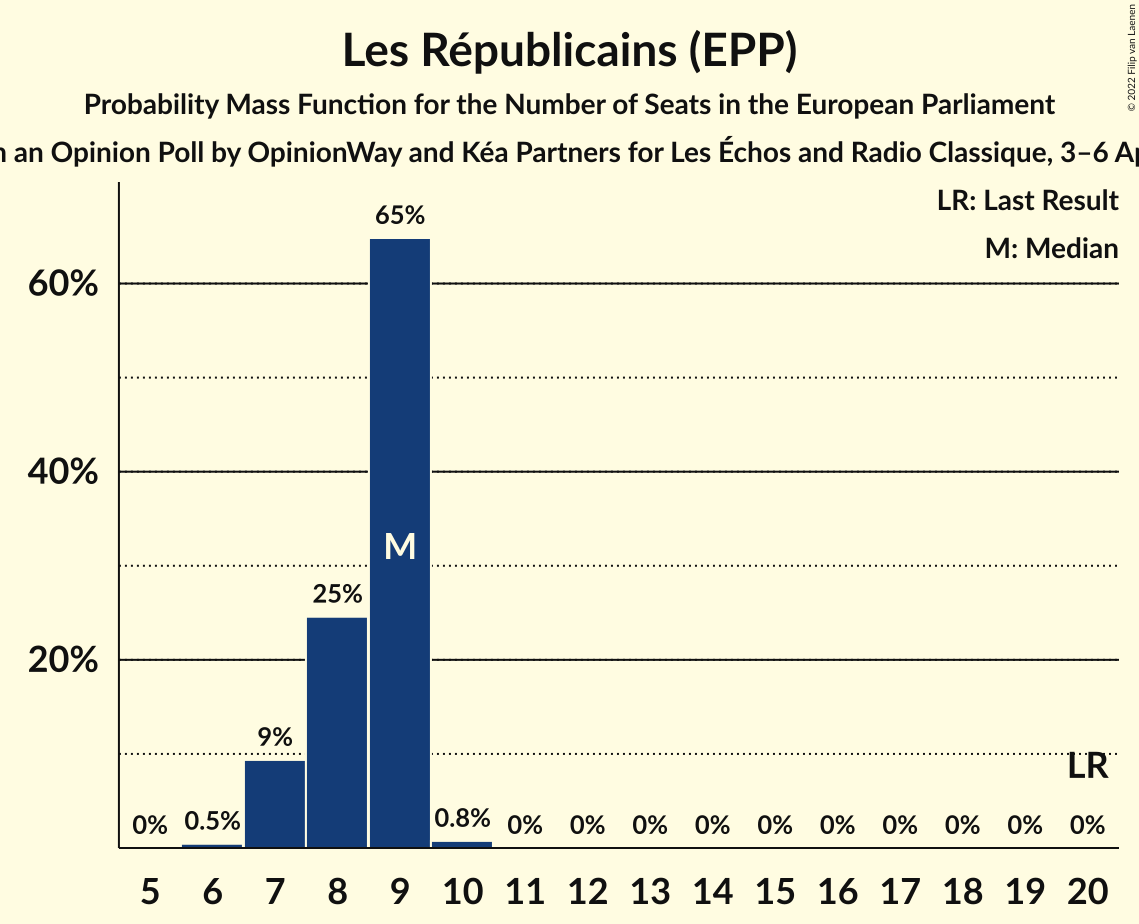 © 2022 Filip van Laenen
Les Républicains (EPP)
Probability Mass Function for the Number of Seats in the European Parliament
an Opinion Poll by OpinionWay and Kéa Partners for Les Échos and Radio Classique, 3–6
LR: Last Result
M: Median
65%
60%
M
40%
25%
20%
9%
LR
0% 0.5% 0.8% 0% 0% 0% 0% 0% 0% 0% 0% 0% 0%
5 6 7 8 9 10 11 12 13 14 15 16 17 18 19 20